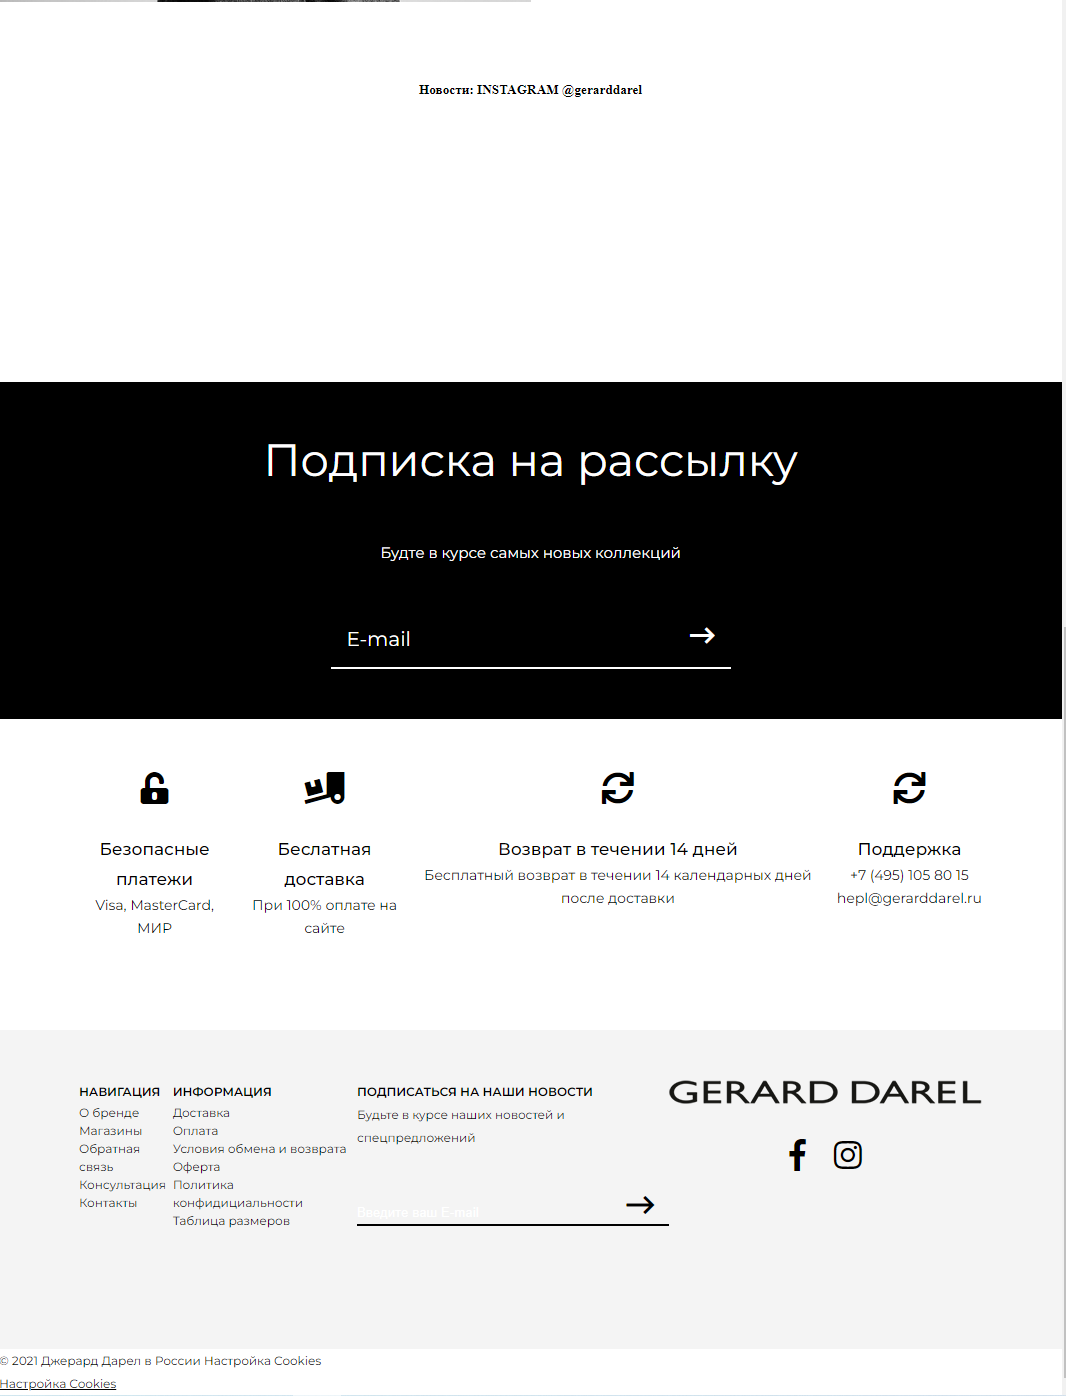 Новости: INSTAGRAM @gerarddarel
Подписка на рассылку
Будте в курсе самых новых коллекций
E-mail
Безопасные
платежи
Visa, MasterCard,
МИР
Беслатная
доставка
При 100% оплате на
сайте
Возврат в течении 14 дней
Бесплатный возврат в течении 14 календарных дней
после доставки
Поддержка
+7 (495) 105 80 15
hepl@gerarddarel.ru
НАВИГАЦИЯ
О бренде
Магазины
Обратная
связь
Консультация
Контакты
ИНФОРМАЦИЯ
Доставка
Оплата
Условия обмена и возврата
Оферта
Политика
конфидициальности
Таблица размеров
ПОДПИСАТЬСЯ НА НАШИ НОВОСТИ
Будьте в курсе наших новостей и
спецпредложений
Введите ваш E-mail
GERARD DAREL
© 2021 Джерард Дарел в России Настройка Cookies
Настройка Cookies